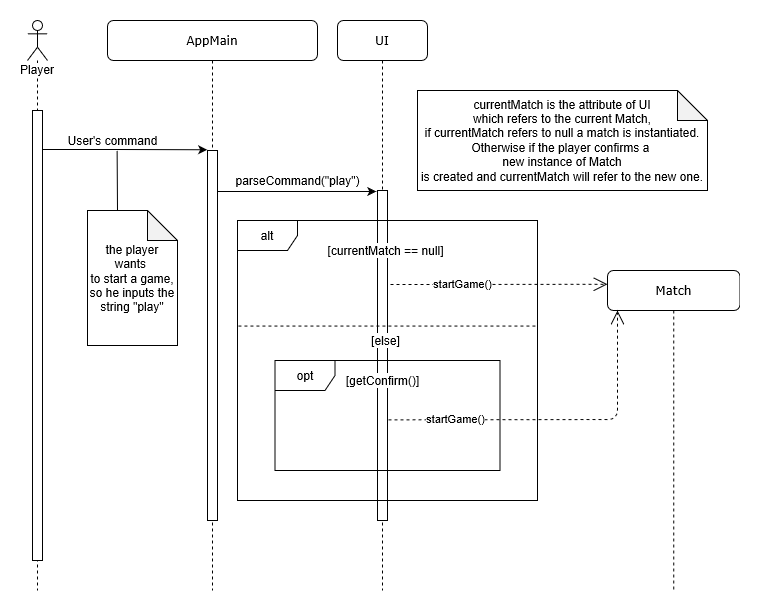 AppMain
UI
Player
currentMatch is the attribute of UI
which refers to the current Match,
if currentMatch refers to null a match is instantiated.
Otherwise if the player confirms a
new instance of Match
is created and currentMatch will refer to the new one.
User's command
parseCommand("play")
the player
wants
to start a game,
so he inputs the
string "play"
alt
[currentMatch == null]
startGame()
Match
[else]
opt
[getConfirm()]
startGame()